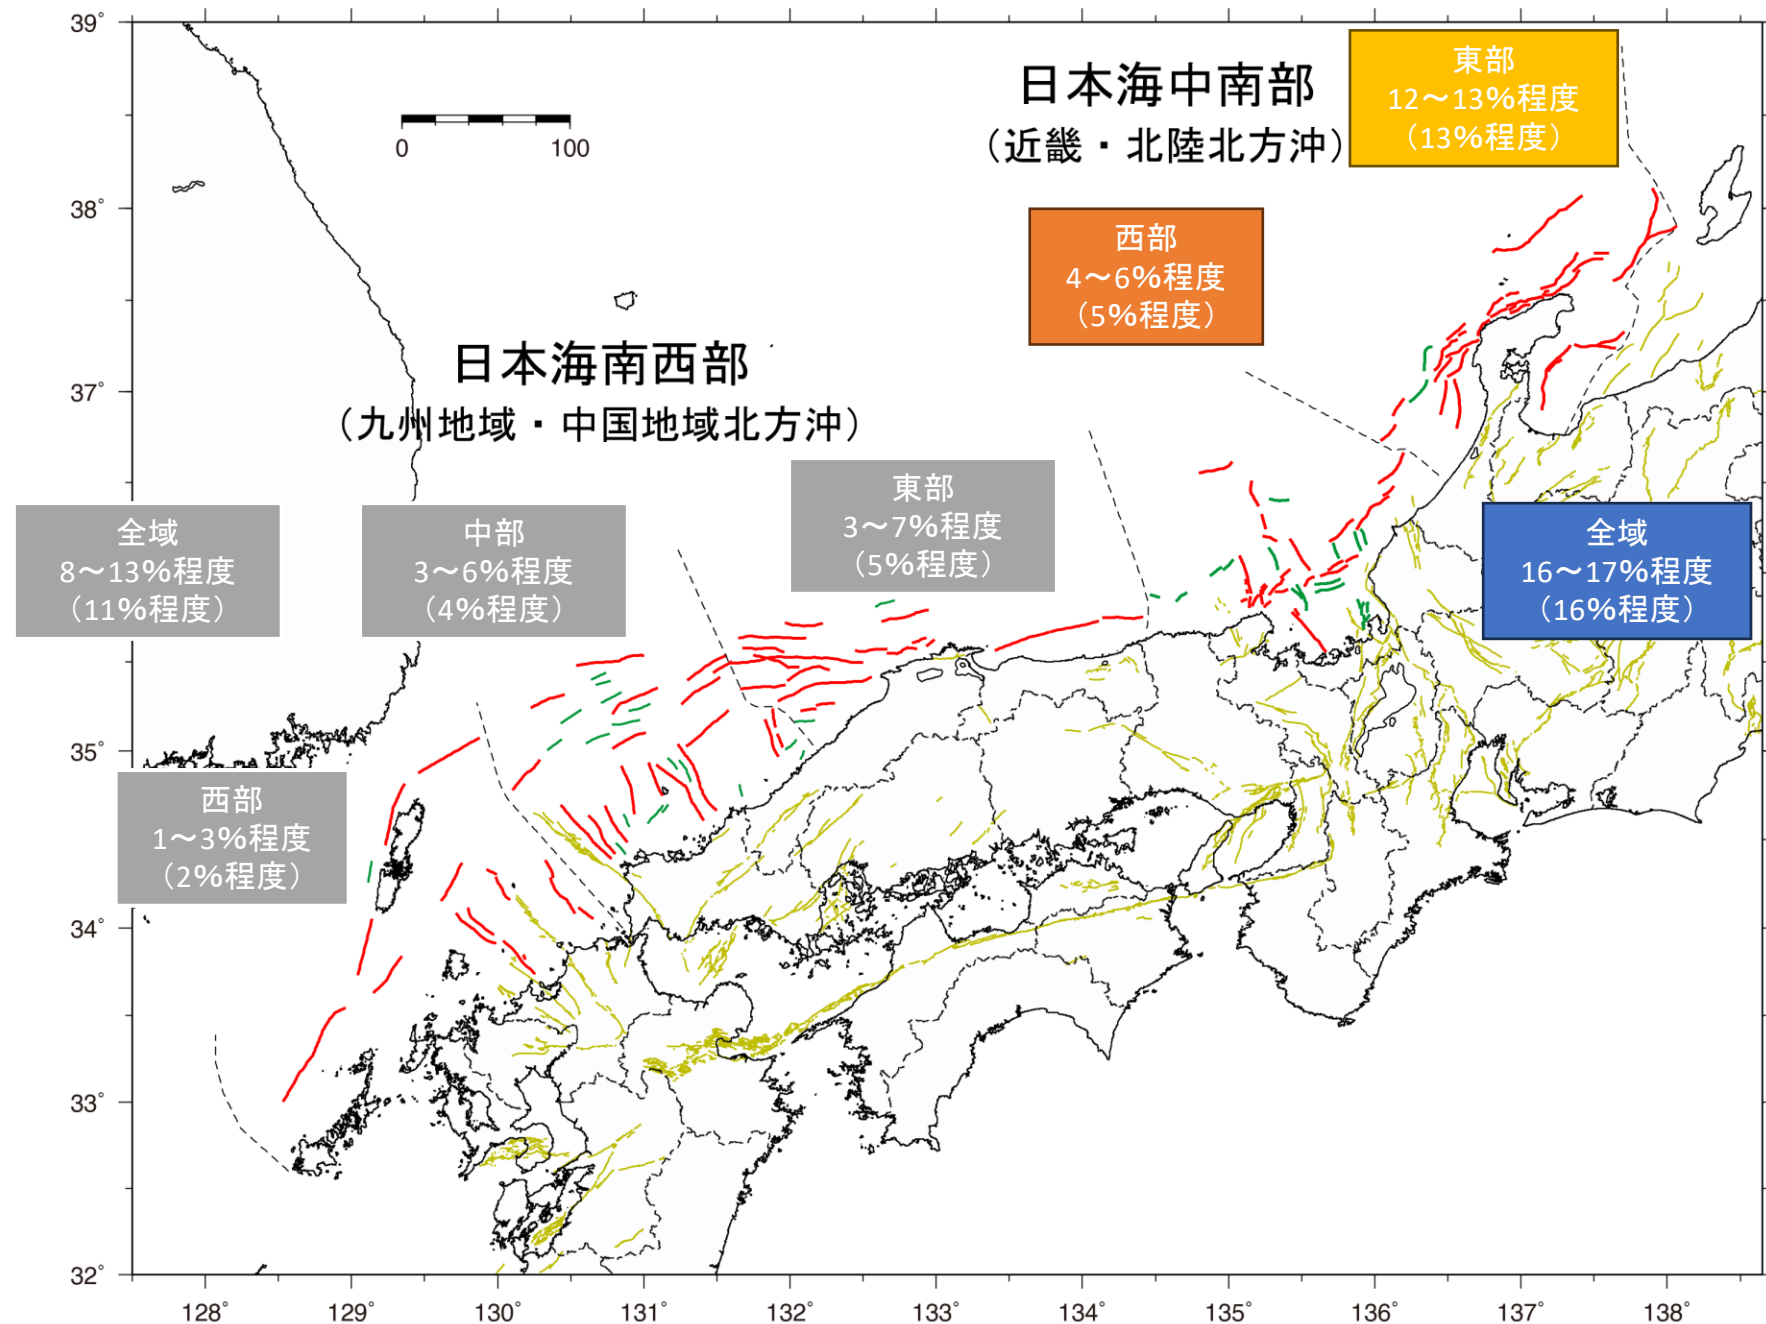 39°
38°
37°
35°
34°
33°
32°
0 100
日本海中南部
（近畿・北陸北方沖）
東部
12～13%程度
（13%程度）
西部
4～6%程度
（5%程度）
日本海南西部
（九州地域・中国地域北方沖）
全域
8～13%程度
（11%程度）
中部
3～6%程度
（4%程度）
東部
3～7%程度
（5%程度）
全域
16～17%程度
（16%程度）
西部
1～3%程度
（2%程度）
128° 129° 130° 131° 132° 133° 134° 135° 136° 137° 138°